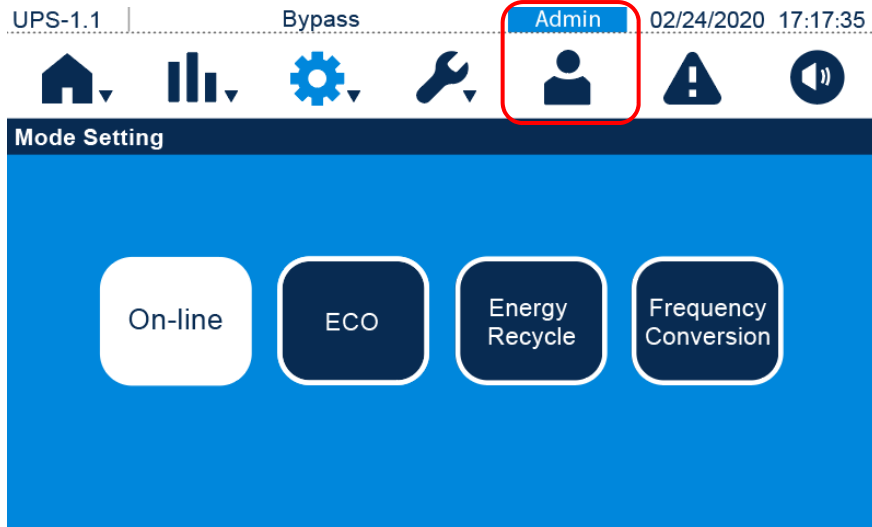 UPS-1.1 Bypass Admin 02/24/2020 17:17:35
Mode Setting
On-line
ECO
Energy
Recycle
Frequency
Conversion